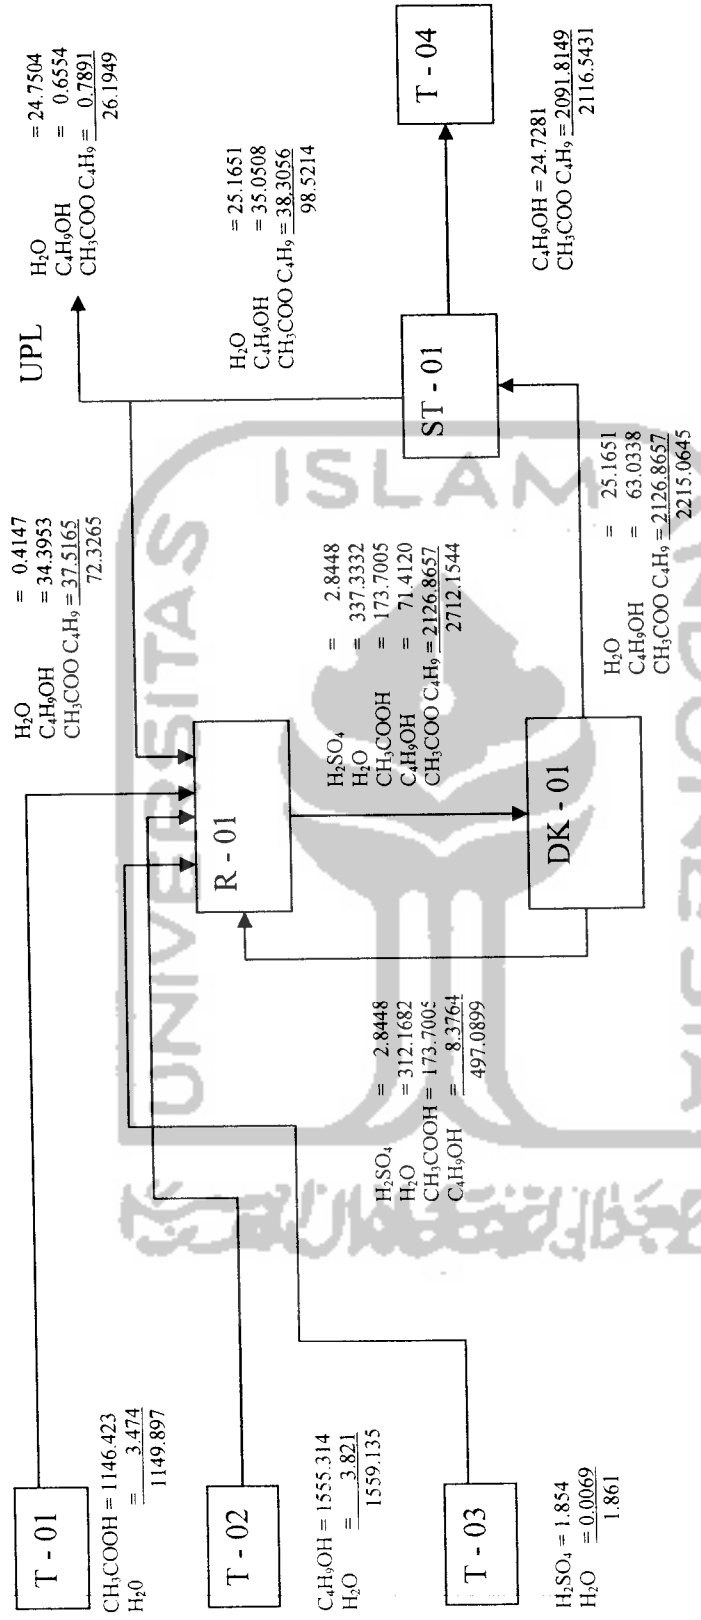 T - 01
CH₃COOH = 1146.423
H₂O = 3.474
1149.897
T - 02
C₄H₉OH = 1555.314
H₂O = 3.821
1559.135
T - 03
H₂SO₄ = 1.854
H₂O = 0.0069
1.861
H₂O = 0.4147
C₄H₉OH = 34.3953
CH₃COO C₄H₉ = 37.5165
72.3265
R - 01
H₂SO₄ = 2.8448
H₂O = 312.1682
CH₃COOH = 173.7005
C₄H₉OH = 8.3764
497.0899
H₂SO₄ = 2.8448
H₂O = 337.3332
CH₃COOH = 173.7005
C₄H₉OH = 71.4120
CH₃COO C₄H₉ = 2126.8657
2712.1544
DK - 01
H₂O = 25.1651
C₄H₉OH = 63.0338
CH₃COO C₄H₉ = 2126.8657
2215.0645
UPL
H₂O = 24.7504
C₄H₉OH = 0.6554
CH₃COO C₄H₉ = 0.7891
26.1949
H₂O = 25.1651
C₄H₉OH = 35.0508
CH₃COO C₄H₉ = 38.3056
98.5214
ST - 01
T - 04
C₄H₉OH = 24.7281
CH₃COO C₄H₉ = 2091.8149
2116.5431
UNIVERSITAS
ISLAM
INDONESIA